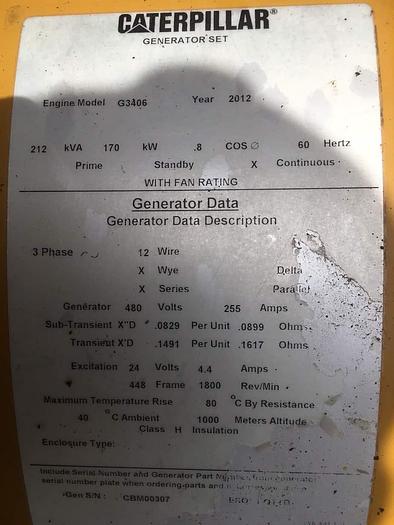 CATERPILLAR®
GENERATOR SET
Engine Model G3406 Year 2012
212 kVA 170 kW .8 COS ∅ 60 Hertz
Prime Standby X Continuous
WITH FAN RATING
Generator Data
Generator Data Description
3 Phase 12 Wire
X Wye Delta
X Series Parallel
Generator 480 Volts 255 Amps
Sub-Transient X"D .0829 Per Unit .0899 Ohms
Transient X'D .1491 Per Unit .1617 Ohms
Excitation 24 Volts 4.4 Amps
448 Frame 1800 Rev/Min
Maximum Temperature Rise 80 °C By Resistance
40 °C Ambient 1000 Meters Altitude
Class H Insulation
Enclosure Type:
Include Serial Number and Generator Part Number from generator
serial number plate when ordering parts and
Gen S/N: CBM00307